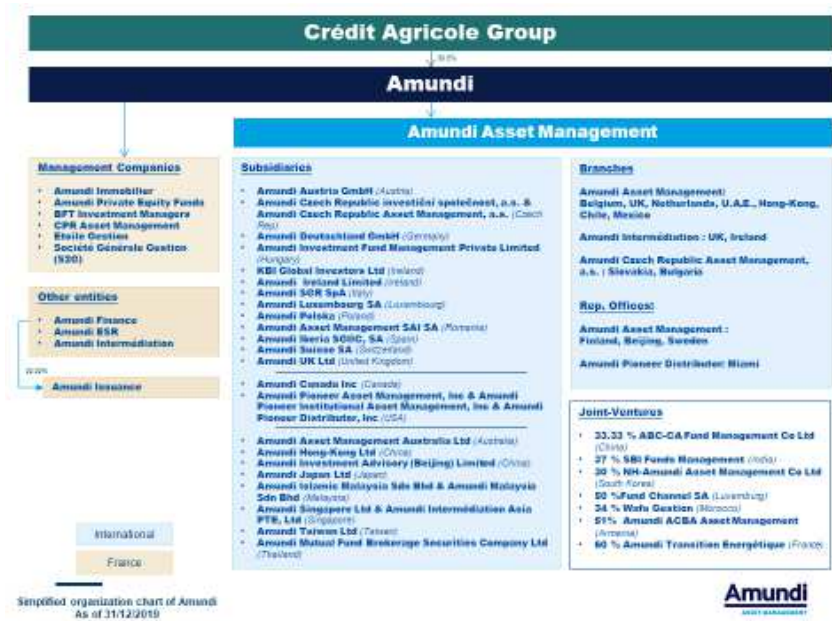 Crédit Agricole Group
Amundi
Amundi Asset Management
Management Companies
• Amundi Immobilier
• Amundi Private Equity Funds
• BFT Investment Managers
• CPR Asset Management
• Etoile Gestion
• Société Générale Gestion
(S2G)
Other entities
• Amundi Finance
• Amundi ESR
• Amundi Intermédiation
Amundi Issuance
Subsidiaries
• Amundi Austria GmbH (Austria)
• Amundi Czech Republic investiční společnost, a.s. &
Amundi Czech Republic Asset Management, a.s. (Czech
Rep)
• Amundi Deutschland GmbH (Germany)
• Amundi Investment Fund Management Private Limited
(Hungary)
• KBI Global Investors Ltd (Ireland)
• Amundi Ireland Limited (Ireland)
• Amundi SGR SpA (Italy)
• Amundi Luxembourg SA (Luxembourg)
• Amundi Polska (Poland)
• Amundi Asset Management SAI SA (Romania)
• Amundi Iberia SGIIC, SA (Spain)
• Amundi Suisse SA (Switzerland)
• Amundi UK Ltd (United Kingdom)
• Amundi Canada Inc (Canada)
• Amundi Pioneer Asset Management, Inc & Amundi
Pioneer Institutional Asset Management, Inc & Amundi
Pioneer Distributor, Inc (USA)
• Amundi Asset Management Australia Ltd (Australia)
• Amundi Hong-Kong Ltd (China)
• Amundi Investment Advisory (Beijing) Limited (China)
• Amundi Japan Ltd (Japan)
• Amundi Islamic Malaysia Sdn Bhd & Amundi Malaysia
Sdn Bhd (Malaysia)
• Amundi Singapore Ltd & Amundi Intermédiation Asia
PTE, Ltd (Singapore)
• Amundi Taiwan Ltd (Taiwan)
• Amundi Mutual Fund Brokerage Securities Company Ltd
(Thailand)
Branches
Amundi Asset Management:
Belgium, UK, Netherlands, U.A.E., Hong-Kong,
Chile, Mexico
Amundi Intermédiation : UK, Ireland
Amundi Czech Republic Asset Management,
a.s. : Slovakia, Bulgaria
Rep. Offices:
Amundi Asset Management :
Finland, Beijing, Sweden
Amundi Pioneer Distributor: Miami
Joint-Ventures
• 33.33 % ABC-CA Fund Management Co Ltd
(China)
• 37 % SBI Funds Management (India)
• 30 % NH-Amundi Asset Management Co Ltd
(South Korea)
• 50 %Fund Channel SA (Luxemburg)
• 34 % Wafa Gestion (Morocco)
• 51% Amundi ACBA Asset Management
(Armenia)
• 60 % Amundi Transition Energétique (France)
International
France
Simplified organization chart of Amundi
As of 31/12/2019
Amundi
ASSET MANAGEMENT